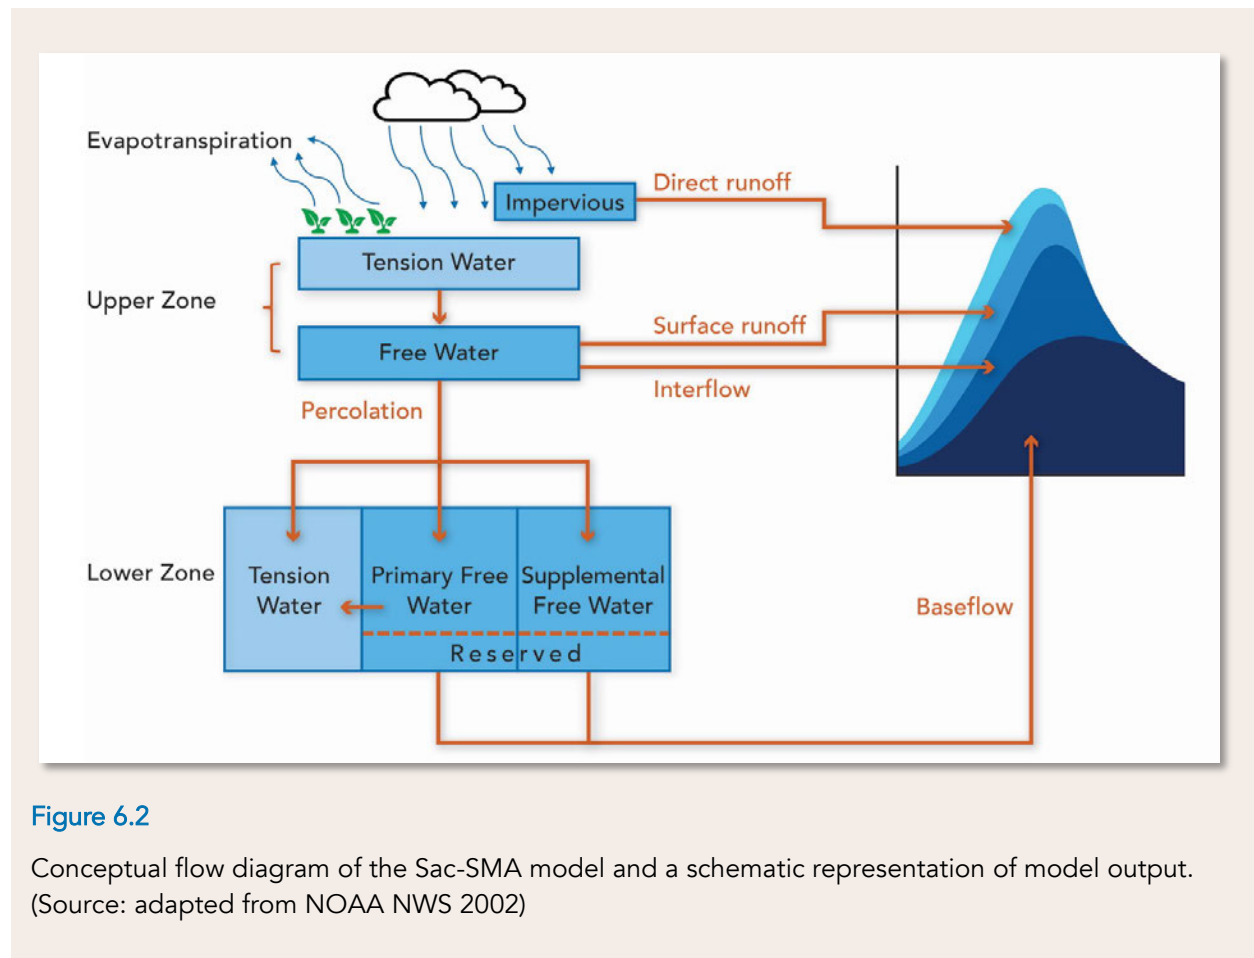 Evapotranspiration
Impervious
Direct runoff
Tension Water
Upper Zone
Free Water
Surface runoff
Interflow
Percolation
Lower Zone
Tension
Water
Primary Free
Water
Supplemental
Free Water
Reserved
Baseflow
Figure 6.2
Conceptual flow diagram of the Sac-SMA model and a schematic representation of model output.
(Source: adapted from NOAA NWS 2002)